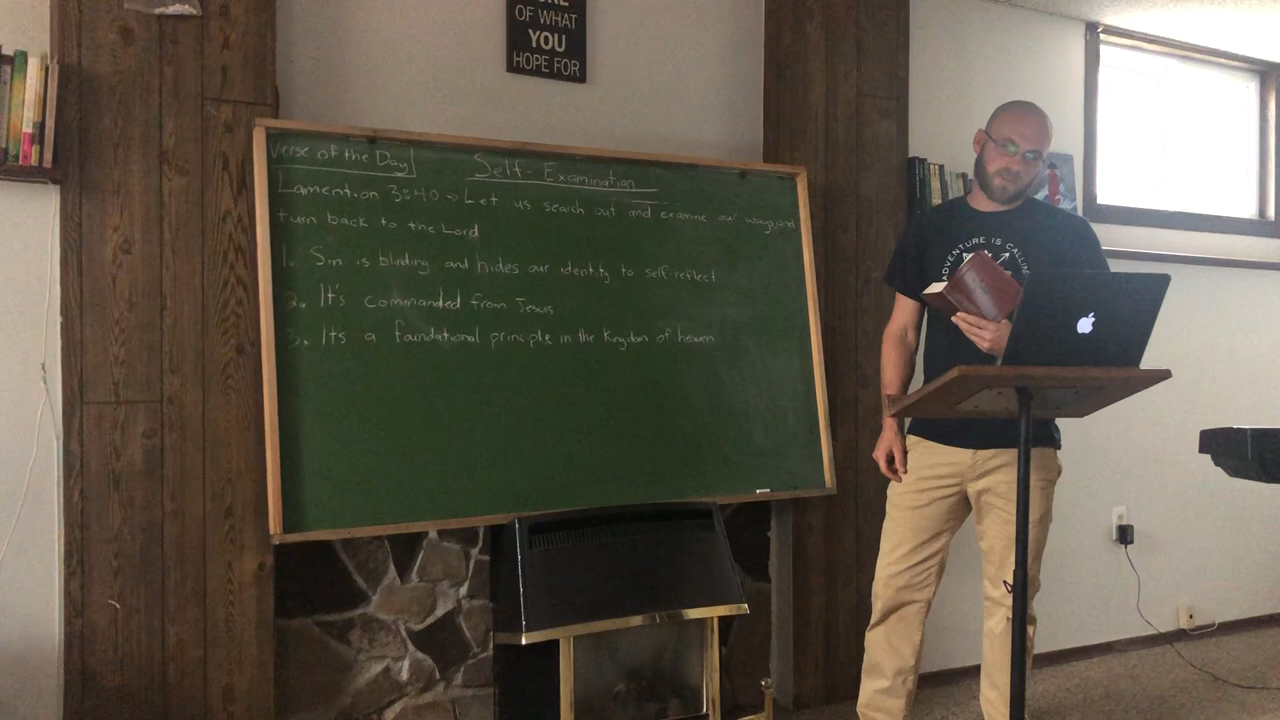 OF WHAT
YOU
HOPE FOR
Verse of the Day
Self-Examination
Lamention 3:40 → Let us search out and examine our ways, and
turn back to the Lord
1. Sin is blinding and hides our identity to self-reflect
2. It's commanded from Jesus
3. Its a foundational principle in the Kingdom of heaven
ADVENTURE IS CALLING